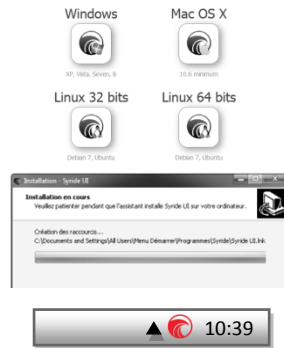 Windows
Mac OS X
XP, Vista, Seven, 8
10.6 minimum
Linux 32 bits
Linux 64 bits
Debian 7, Ubuntu
Debian 7, Ubuntu
Installation - Syride UI
Installation en cours
Veuillez patienter pendant que l'assistant installe Syride UI sur votre ordinateur.
Création des raccourcis...
C:\Documents and Settings\All Users\Menu Démarrer\Programmes\Syride\Syride UI.lnk
10:39